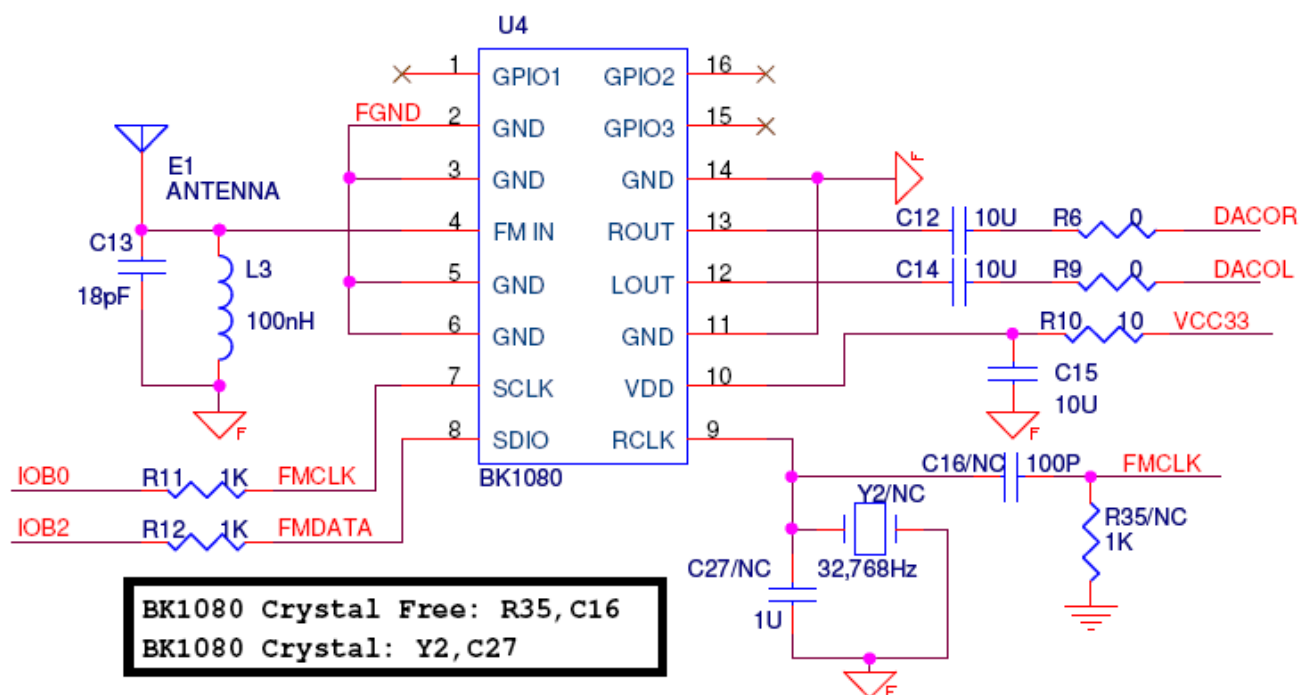 U4
1 GPIO1 GPIO2 16
FGND 2 GND GPIO3 15
E1
ANTENNA
3 GND GND 14 F
4 FM IN ROUT 13 C12 10U R6 0 DACOR
C13
18pF
L3
100nH
5 GND LOUT 12 C14 10U R9 0 DACOL
6 GND GND 11 R10 10 VCC33
7 SCLK VDD 10 C15
10U
F F
8 SDIO RCLK 9
BK1080
IOB0 R11 1K FMCLK
IOB2 R12 1K FMDATA
C16/NC 100P FMCLK
Y2/NC
R35/NC
1K
C27/NC 32,768Hz
1U
F
BK1080 Crystal Free: R35,C16
BK1080 Crystal: Y2,C27